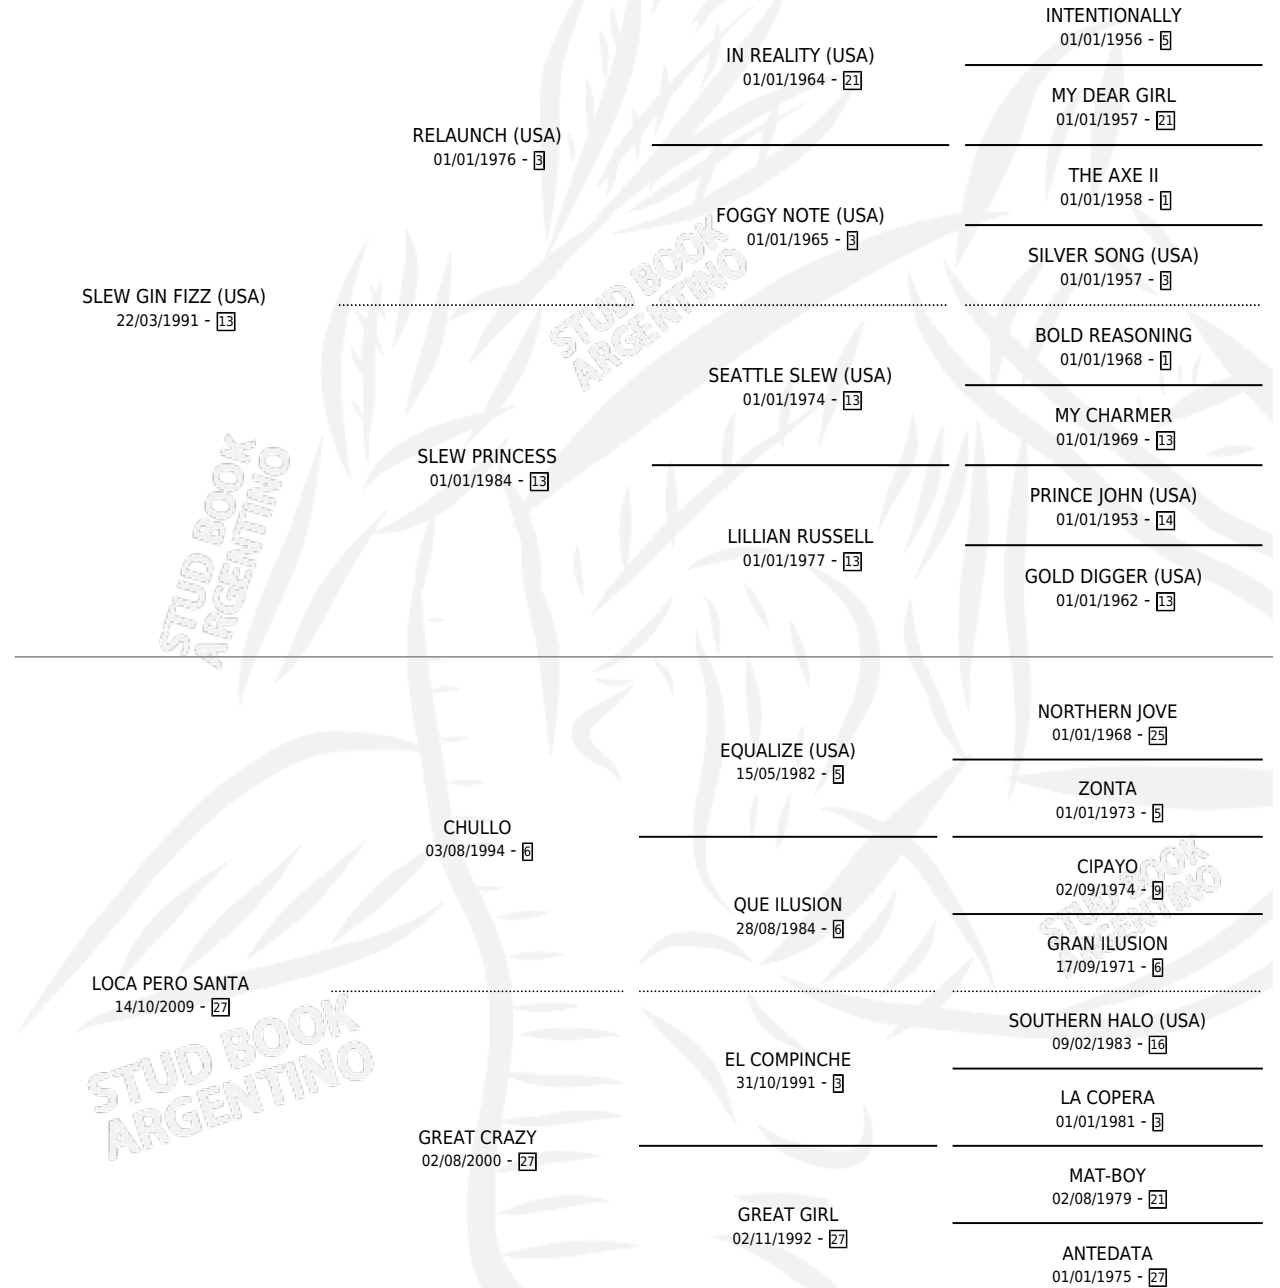 INTENTIONALLY
01/01/1956 - 5
IN REALITY (USA)
01/01/1964 - 21
MY DEAR GIRL
01/01/1957 - 21
RELAUNCH (USA)
01/01/1976 - 3
THE AXE II
01/01/1958 - 1
FOGGY NOTE (USA)
01/01/1965 - 3
SILVER SONG (USA)
01/01/1957 - 3
SLEW GIN FIZZ (USA)
22/03/1991 - 13
BOLD REASONING
01/01/1968 - 1
SEATTLE SLEW (USA)
01/01/1974 - 13
MY CHARMER
01/01/1969 - 13
SLEW PRINCESS
01/01/1984 - 13
PRINCE JOHN (USA)
01/01/1953 - 14
LILLIAN RUSSELL
01/01/1977 - 13
GOLD DIGGER (USA)
01/01/1962 - 13
NORTHERN JOVE
01/01/1968 - 25
EQUALIZE (USA)
15/05/1982 - 5
ZONTA
01/01/1973 - 5
CHULLO
03/08/1994 - 6
CIPAYO
02/09/1974 - 9
QUE ILUSION
28/08/1984 - 6
GRAN ILUSION
17/09/1971 - 6
LOCA PERO SANTA
14/10/2009 - 27
SOUTHERN HALO (USA)
09/02/1983 - 16
EL COMPINCHE
31/10/1991 - 3
LA COPERA
01/01/1981 - 3
GREAT CRAZY
02/08/2000 - 27
MAT-BOY
02/08/1979 - 21
GREAT GIRL
02/11/1992 - 27
ANTEDATA
01/01/1975 - 27
STUD BOOK
ARGENTINO
STUD BOOK
ARGENTINO
STUD BOOK
ARGENTINO
STUD BOOK
ARGENTINO